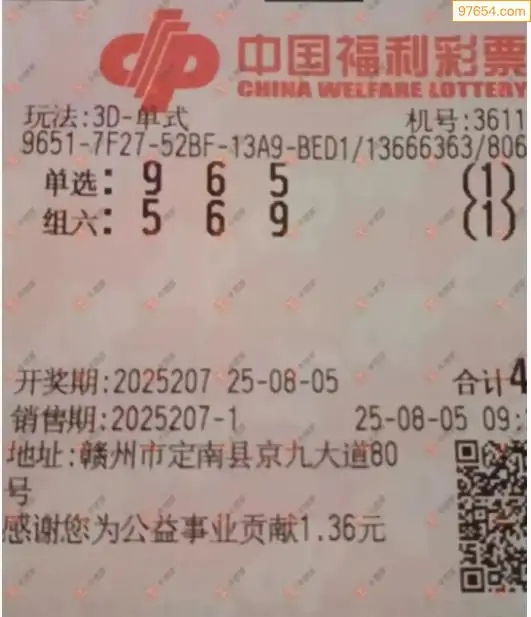 97654.com
中国福利彩票
CHINA WELFARE LOTTERY
玩法:3D-单式 机号:3611
9651-7F27-52BF-13A9-BED1/13666363/806
单选: 9 6 5 (1)
组六: 5 6 9 (1)
开奖期:2025207 25-08-05 合计4
销售期:2025207-1 25-08-05 09:
地址:赣州市定南县京九大道80
号
感谢您为公益事业贡献1.36元